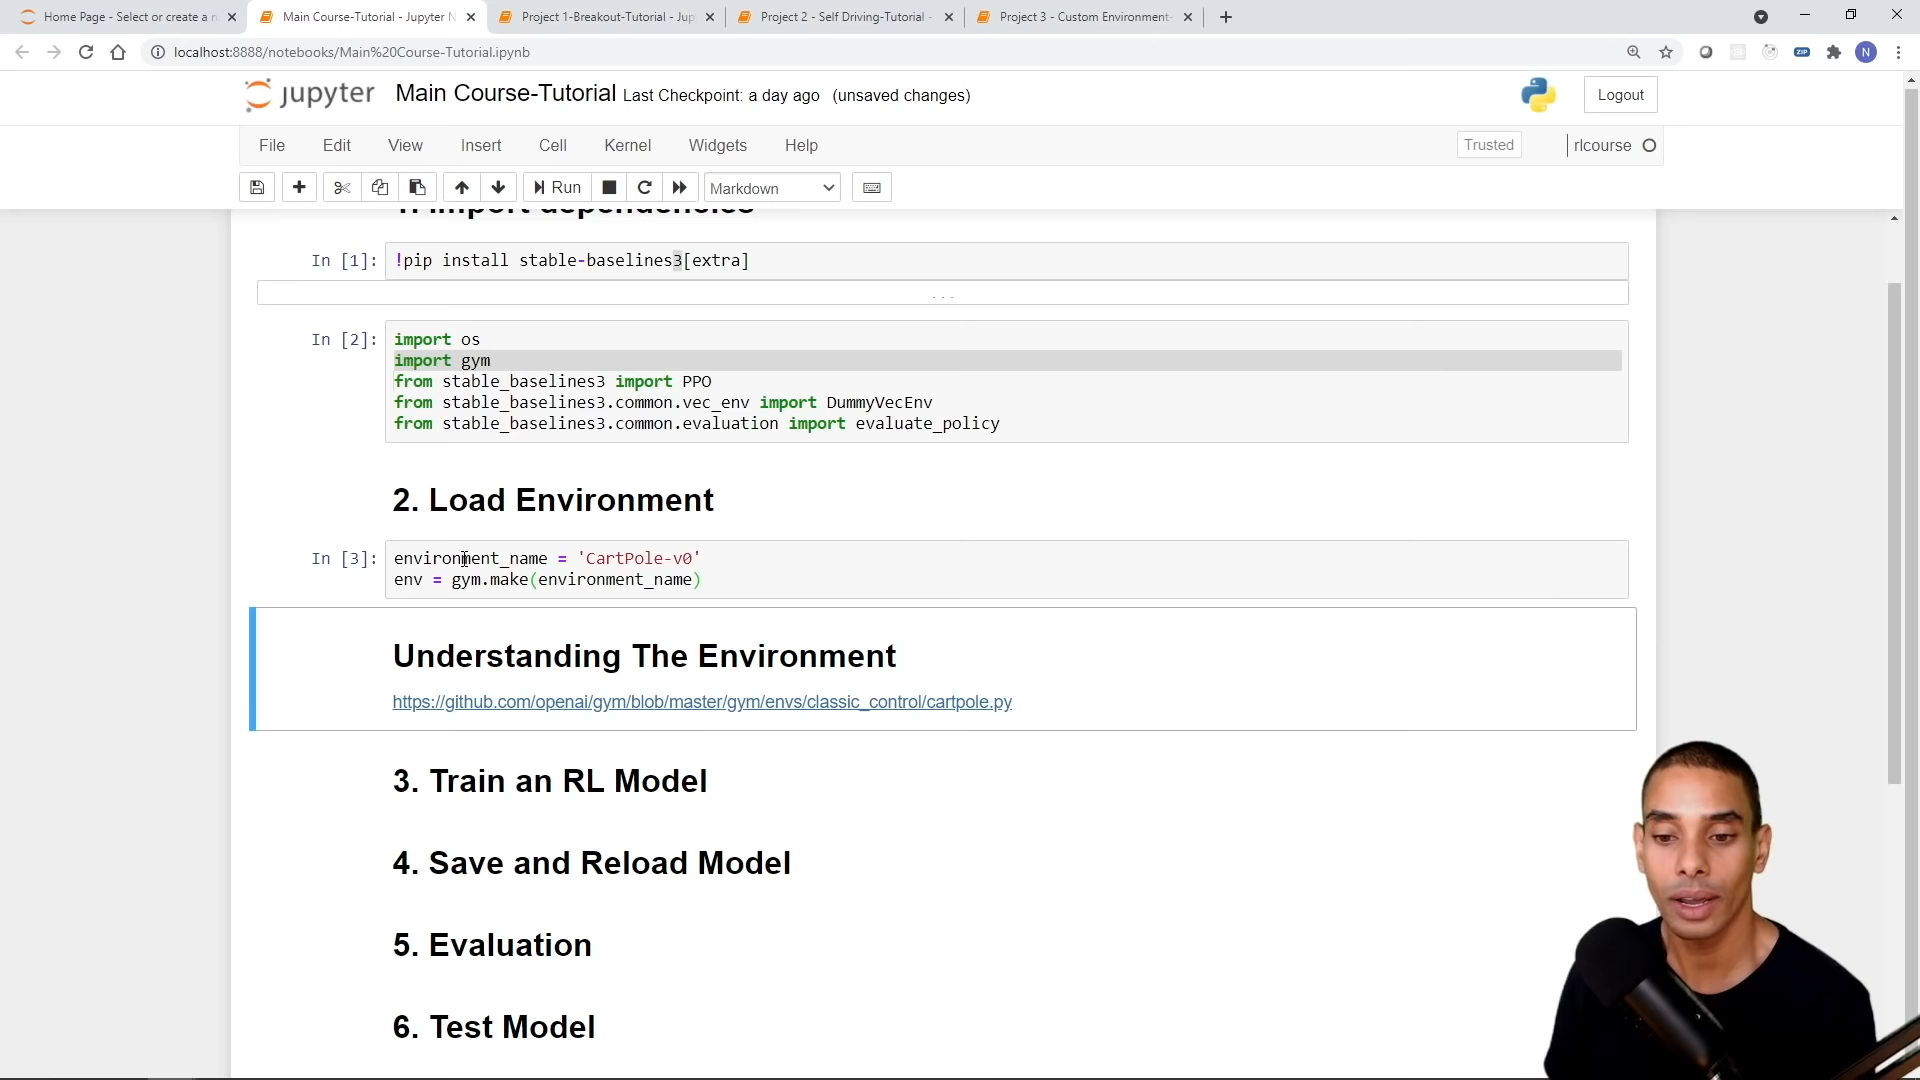 Home Page - Select or create a n
Main Course-Tutorial - Jupyter N
Project 1-Breakout-Tutorial - Jup
Project 2 - Self Driving-Tutorial -
Project 3 - Custom Environment-
localhost:8888/notebooks/Main%20Course-Tutorial.ipynb
ZIP
N
jupyter Main Course-Tutorial Last Checkpoint: a day ago (unsaved changes)
Logout
File Edit View Insert Cell Kernel Widgets Help
Trusted
rlcourse
Run
Markdown
1. Import dependencies
In [1]: !pip install stable-baselines3[extra]
...
In [2]: import os
import gym
from stable_baselines3 import PPO
from stable_baselines3.common.vec_env import DummyVecEnv
from stable_baselines3.common.evaluation import evaluate_policy
2. Load Environment
In [3]: environment_name = 'CartPole-v0'
env = gym.make(environment_name)
Understanding The Environment
https://github.com/openai/gym/blob/master/gym/envs/classic_control/cartpole.py
3. Train an RL Model
4. Save and Reload Model
5. Evaluation
6. Test Model